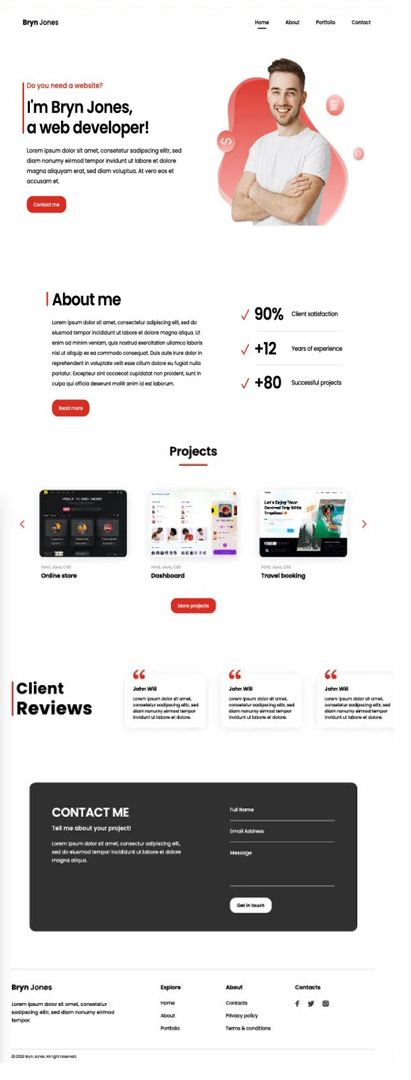 Bryn Jones
Home About Portfolio Contact
Do you need a website?
I'm Bryn Jones,
a web developer!
Lorem ipsum dolor sit amet, consetetur sadipscing elitr, sed
diam nonumy eirmod tempor invidunt ut labore et dolore
magna aliquyam erat, sed diam voluptua. At vero eos et
accusam et.
Contact me
About me
Lorem ipsum dolor sit amet, consectetur adipiscing elit, sed do
eiusmod tempor incididunt ut labore et dolore magna aliqua. Ut
enim ad minim veniam, quis nostrud exercitation ullamco laboris
nisi ut aliquip ex ea commodo consequat. Duis aute irure dolor in
reprehenderit in voluptate velit esse cillum dolore eu fugiat nulla
pariatur. Excepteur sint occaecat cupidatat non proident, sunt in
culpa qui officia deserunt mollit anim id est laborum.
Read more
90% Client satisfaction
+12 Years of experience
+80 Successful projects
Projects
Let's Enjoy Your
Desired Trip With
Online store
Dashboard
Travel booking
More projects
Client
Reviews
John Will
Lorem ipsum dolor sit amet,
consetetur sadipscing elitr, sed
diam nonumy eirmod tempor
invidunt ut labore et dolore.
John Will
Lorem ipsum dolor sit amet,
consetetur sadipscing elitr, sed
diam nonumy eirmod tempor
invidunt ut labore et dolore.
John Will
Lorem ipsum dolor sit amet,
consetetur sadipscing elitr, sed
diam nonumy eirmod tempor
invidunt ut labore et dolore.
CONTACT ME
Tell me about your project!
Lorem ipsum dolor sit amet, consectetur adipiscing elit,
sed do eiusmod tempor incididunt ut labore et dolore
magna aliqua.
Full Name
Email Address
Message
Get in touch
Bryn Jones
Lorem ipsum dolor sit amet, consetetur
sadipscing elitr, sed diam nonumy eirmod
tempor.
Explore
Home
About
Portfolio
About
Contacts
Privacy policy
Terms & conditions
Contacts
Bryn Jones. All right reserved.